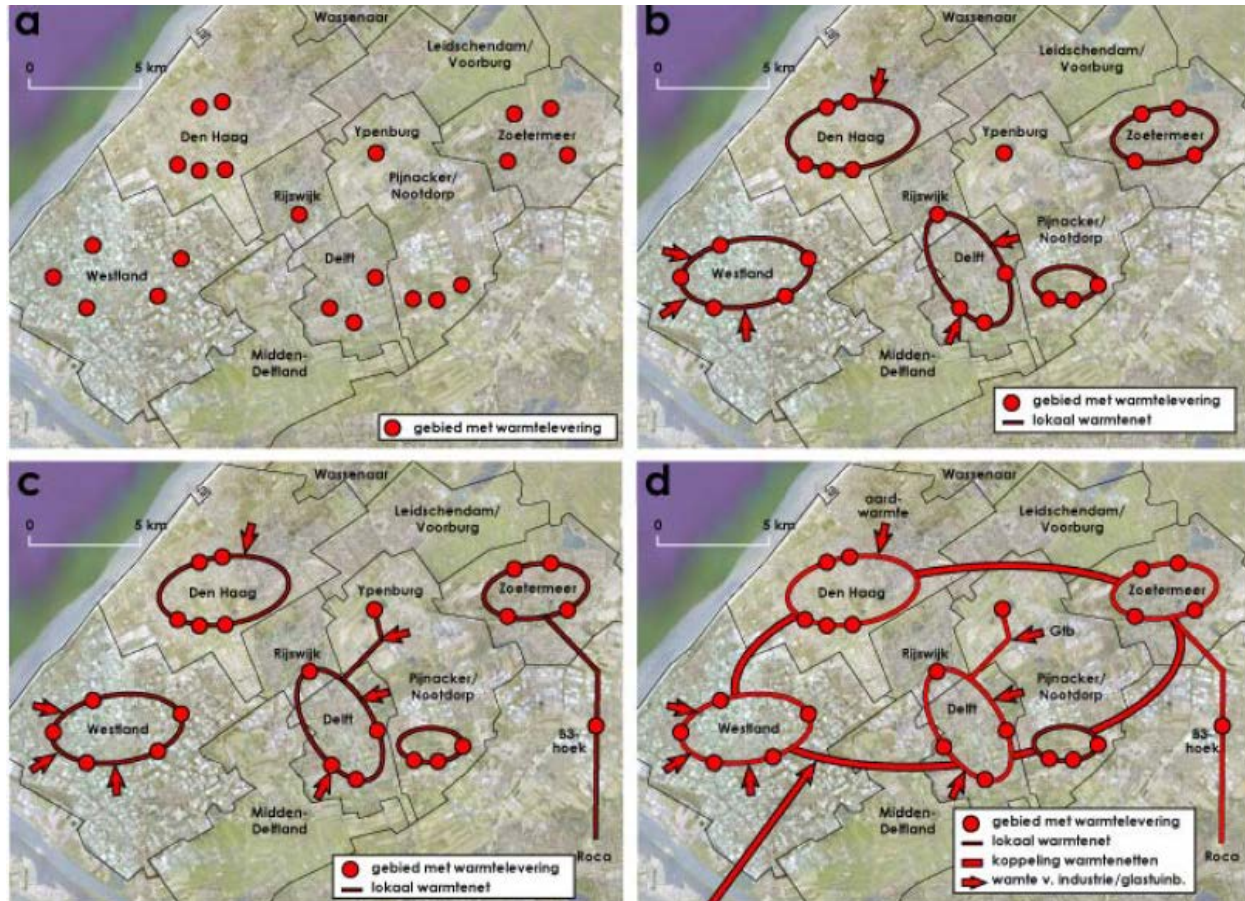 a
Wassenaar
Leidschendam/
Voorburg
0
5 km
Den Haag
Ypenburg
Zoetermeer
Pijnacker/
Nootdorp
Rijswijk
Westland
Delft
Midden-
Delfland
gebied met warmtelevering
b
Wassenaar
Leidschendam/
Voorburg
0
5 km
Den Haag
Ypenburg
Zoetermeer
Rijswijk
Pijnacker/
Nootdorp
Westland
Delft
Midden-
Delfland
gebied met warmtelevering
lokaal warmtenet
c
Wassenaar
Leidschendam/
Voorburg
0
5 km
Den Haag
Ypenburg
Zoetermeer
Rijswijk
Pijnacker/
Nootdorp
Westland
Delft
B3-
hoek
Midden-
Delfland
Roca
gebied met warmtelevering
lokaal warmtenet
d
Wassenaar
aard-
warmte
Leidschendam/
Voorburg
0
5 km
Den Haag
Ypenburg
Zoetermeer
Gtb
Rijswijk
Pijnacker/
Nootdorp
Westland
Delft
B3-
hoek
Midden-
Delfland
Roca
gebied met warmtelevering
lokaal warmtenet
koppeling warmtenetten
warmte v. industrie/glastuinb.